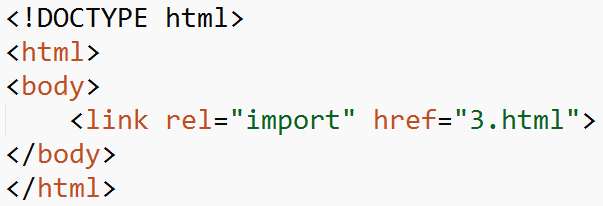 <!DOCTYPE html>
<html>
<body>
    <link rel="import" href="3.html">
</body>
</html>